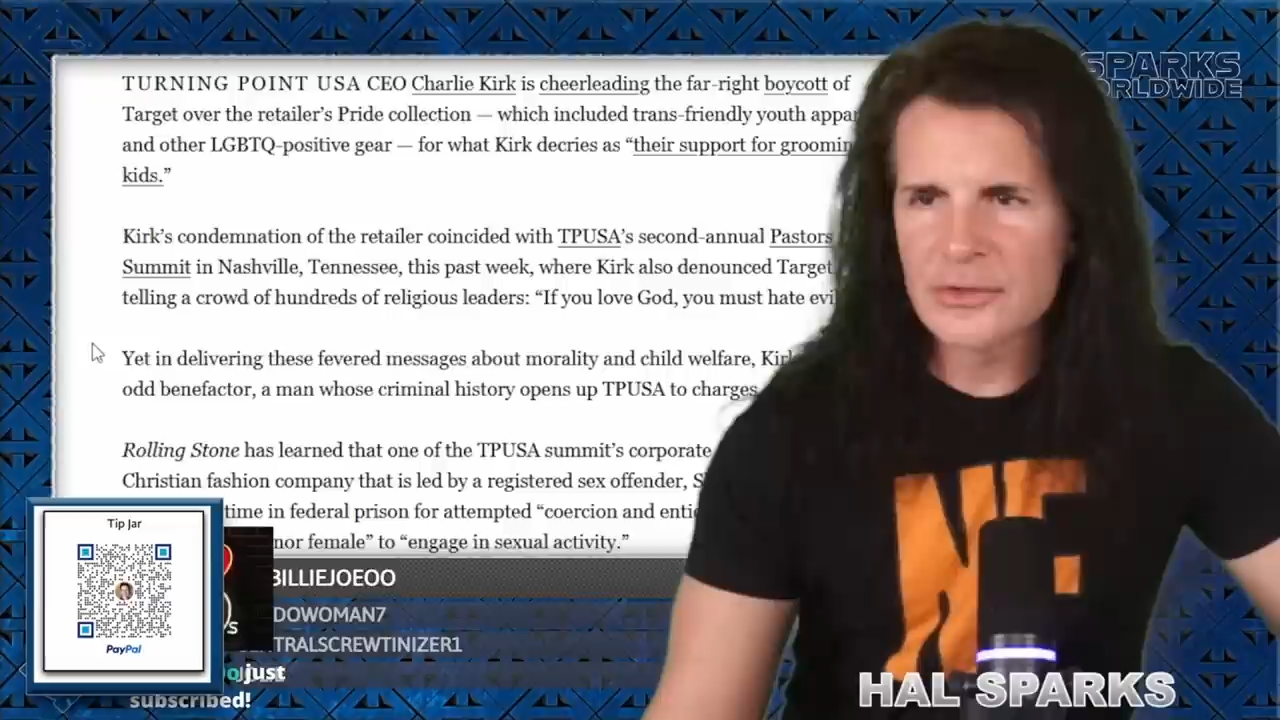 TURNING POINT USA CEO Charlie Kirk is cheerleading the far-right boycott of
Target over the retailer's Pride collection — which included trans-friendly youth
and other LGBTQ-positive gear — for what Kirk decries as “their support for
kids.”
Kirk's condemnation of the retailer coincided with TPUSA's second-annual Pastors
Summit in Nashville, Tennessee, this past week, where Kirk also denounced Target
telling a crowd of hundreds of religious leaders: “If you love God, you must hate
Yet in delivering these fevered messages about morality and child welfare,
odd benefactor, a man whose criminal history opens up TPUSA to charges
Rolling Stone has learned that one of the TPUSA summit's corporate
Christian fashion company that is led by a registered sex offender,
time in federal prison for attempted “coercion and
female” to “engage in sexual activity.”
SPARKS
WORLDWIDE
Tip Jar
PayPal
BILLIEJOEOO
DOWOMAN7
TRALSCREWTINIZER1
just
subscribed!
HAL SPARKS